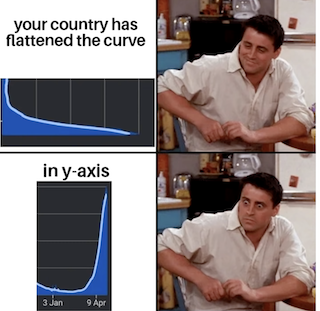 your country has
flattened the curve
in y-axis
3 Jan
9 Apr